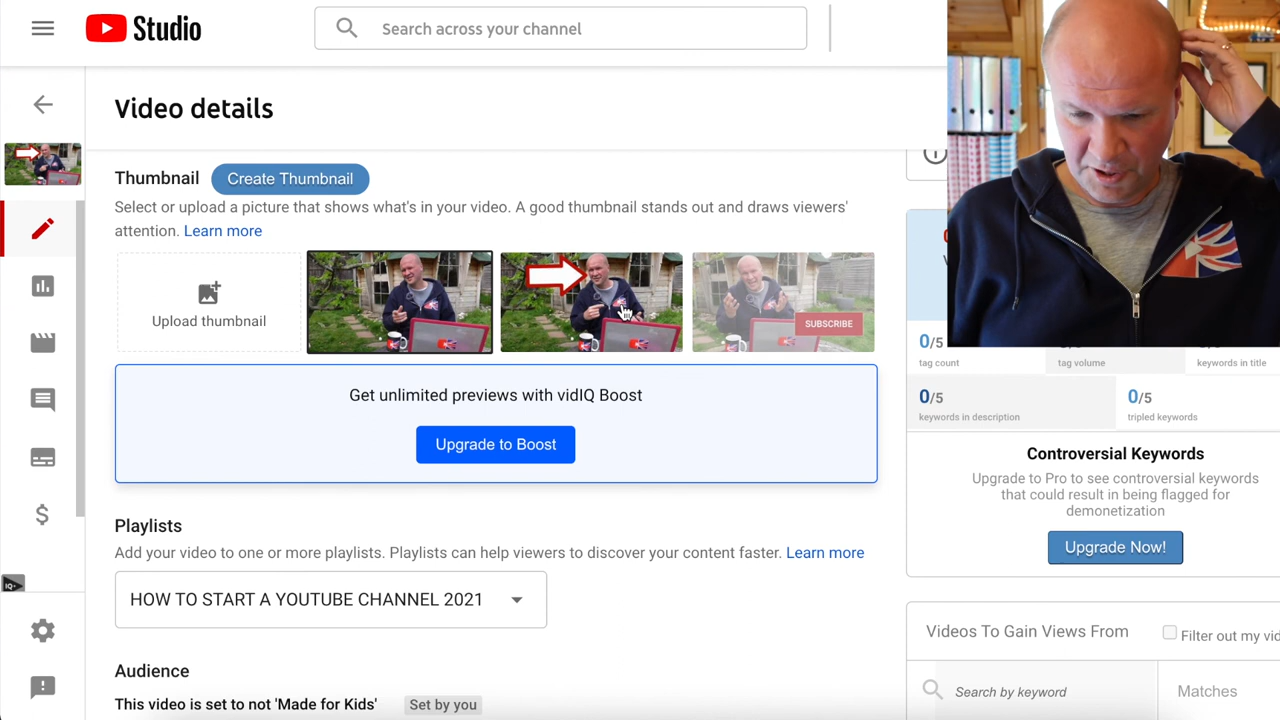 Studio
Search across your channel
Video details
Thumbnail
Create Thumbnail
Select or upload a picture that shows what's in your video. A good thumbnail stands out and draws viewers'
attention. Learn more
Upload thumbnail
SUBSCRIBE
Get unlimited previews with vidIQ Boost
Upgrade to Boost
Playlists
Add your video to one or more playlists. Playlists can help viewers to discover your content faster. Learn more
HOW TO START A YOUTUBE CHANNEL 2021
Audience
This video is set to not 'Made for Kids'
Set by you
0/5
tag count
tag volume
keywords in title
0/5
keywords in description
0/5
tripled keywords
Controversial Keywords
Upgrade to Pro to see controversial keywords
that could result in being flagged for
demonetization
Upgrade Now!
Videos To Gain Views From
Filter out my
Search by keyword
Matches
IQ